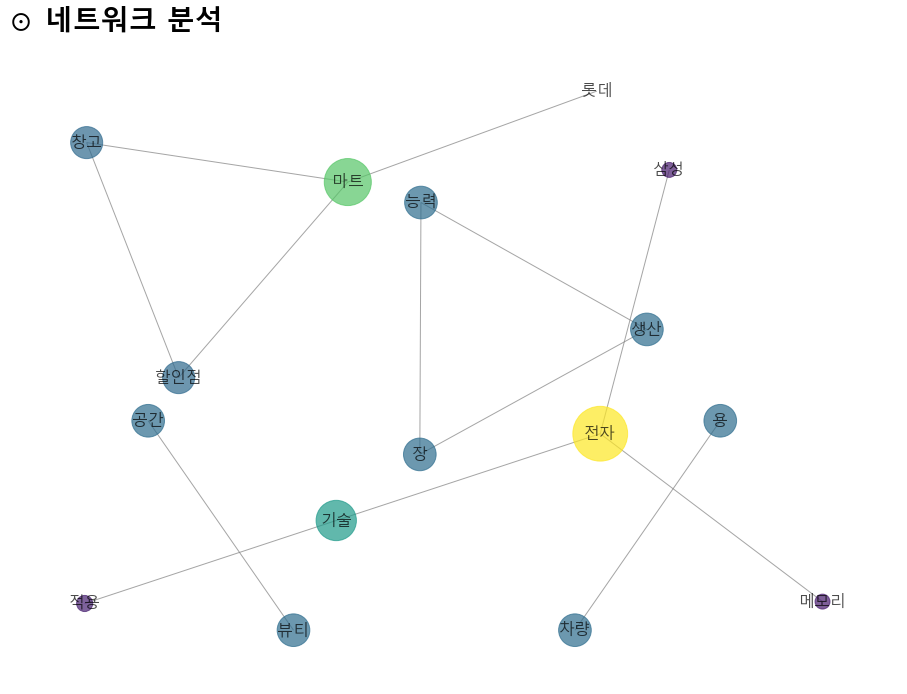 ⊙ 네트워크 분석
롯데
창고
삼성
마트
능력
생산
할인점
공간
용
전자
장
기술
적용
메모리
뷰티
차량